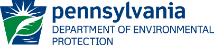 pennsylvania
DEPARTMENT OF ENVIRONMENTAL
PROTECTION